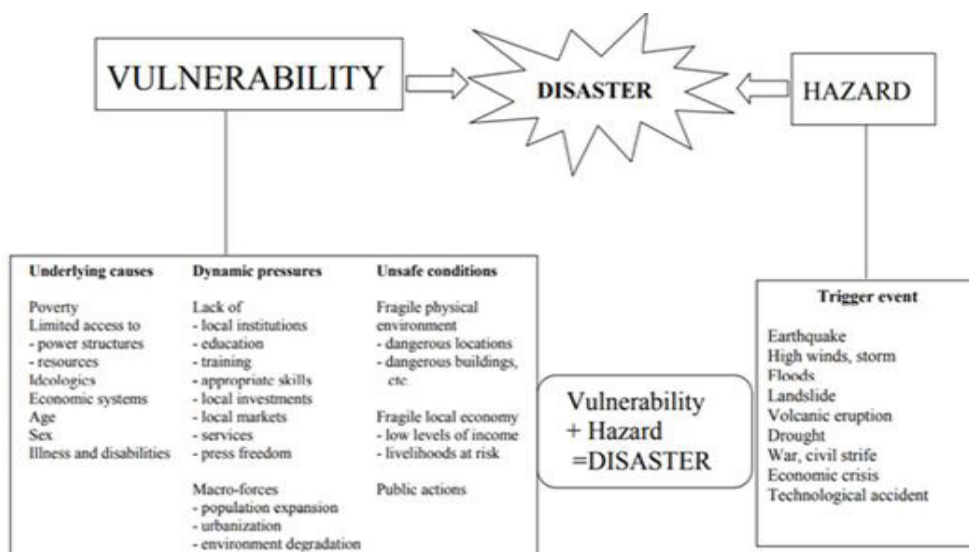 VULNERABILITY
DISASTER
HAZARD
Underlying causes
Poverty
Limited access to
- power structures
- resources
Ideologies
Economic systems
Age
Sex
Illness and disabilities
Dynamic pressures
Lack of
- local institutions
- education
- training
- appropriate skills
- local investments
- local markets
- services
- press freedom
Macro-forces
- population expansion
- urbanization
- environment degradation
Unsafe conditions
Fragile physical
environment
- dangerous locations
- dangerous buildings,
etc
Fragile local economy
- low levels of income
- livelihoods at risk
Public actions
Vulnerability
+ Hazard
=DISASTER
Trigger event
Earthquake
High winds, storm
Floods
Landslide
Volcanic eruption
Drought
War, civil strife
Economic crisis
Technological accident